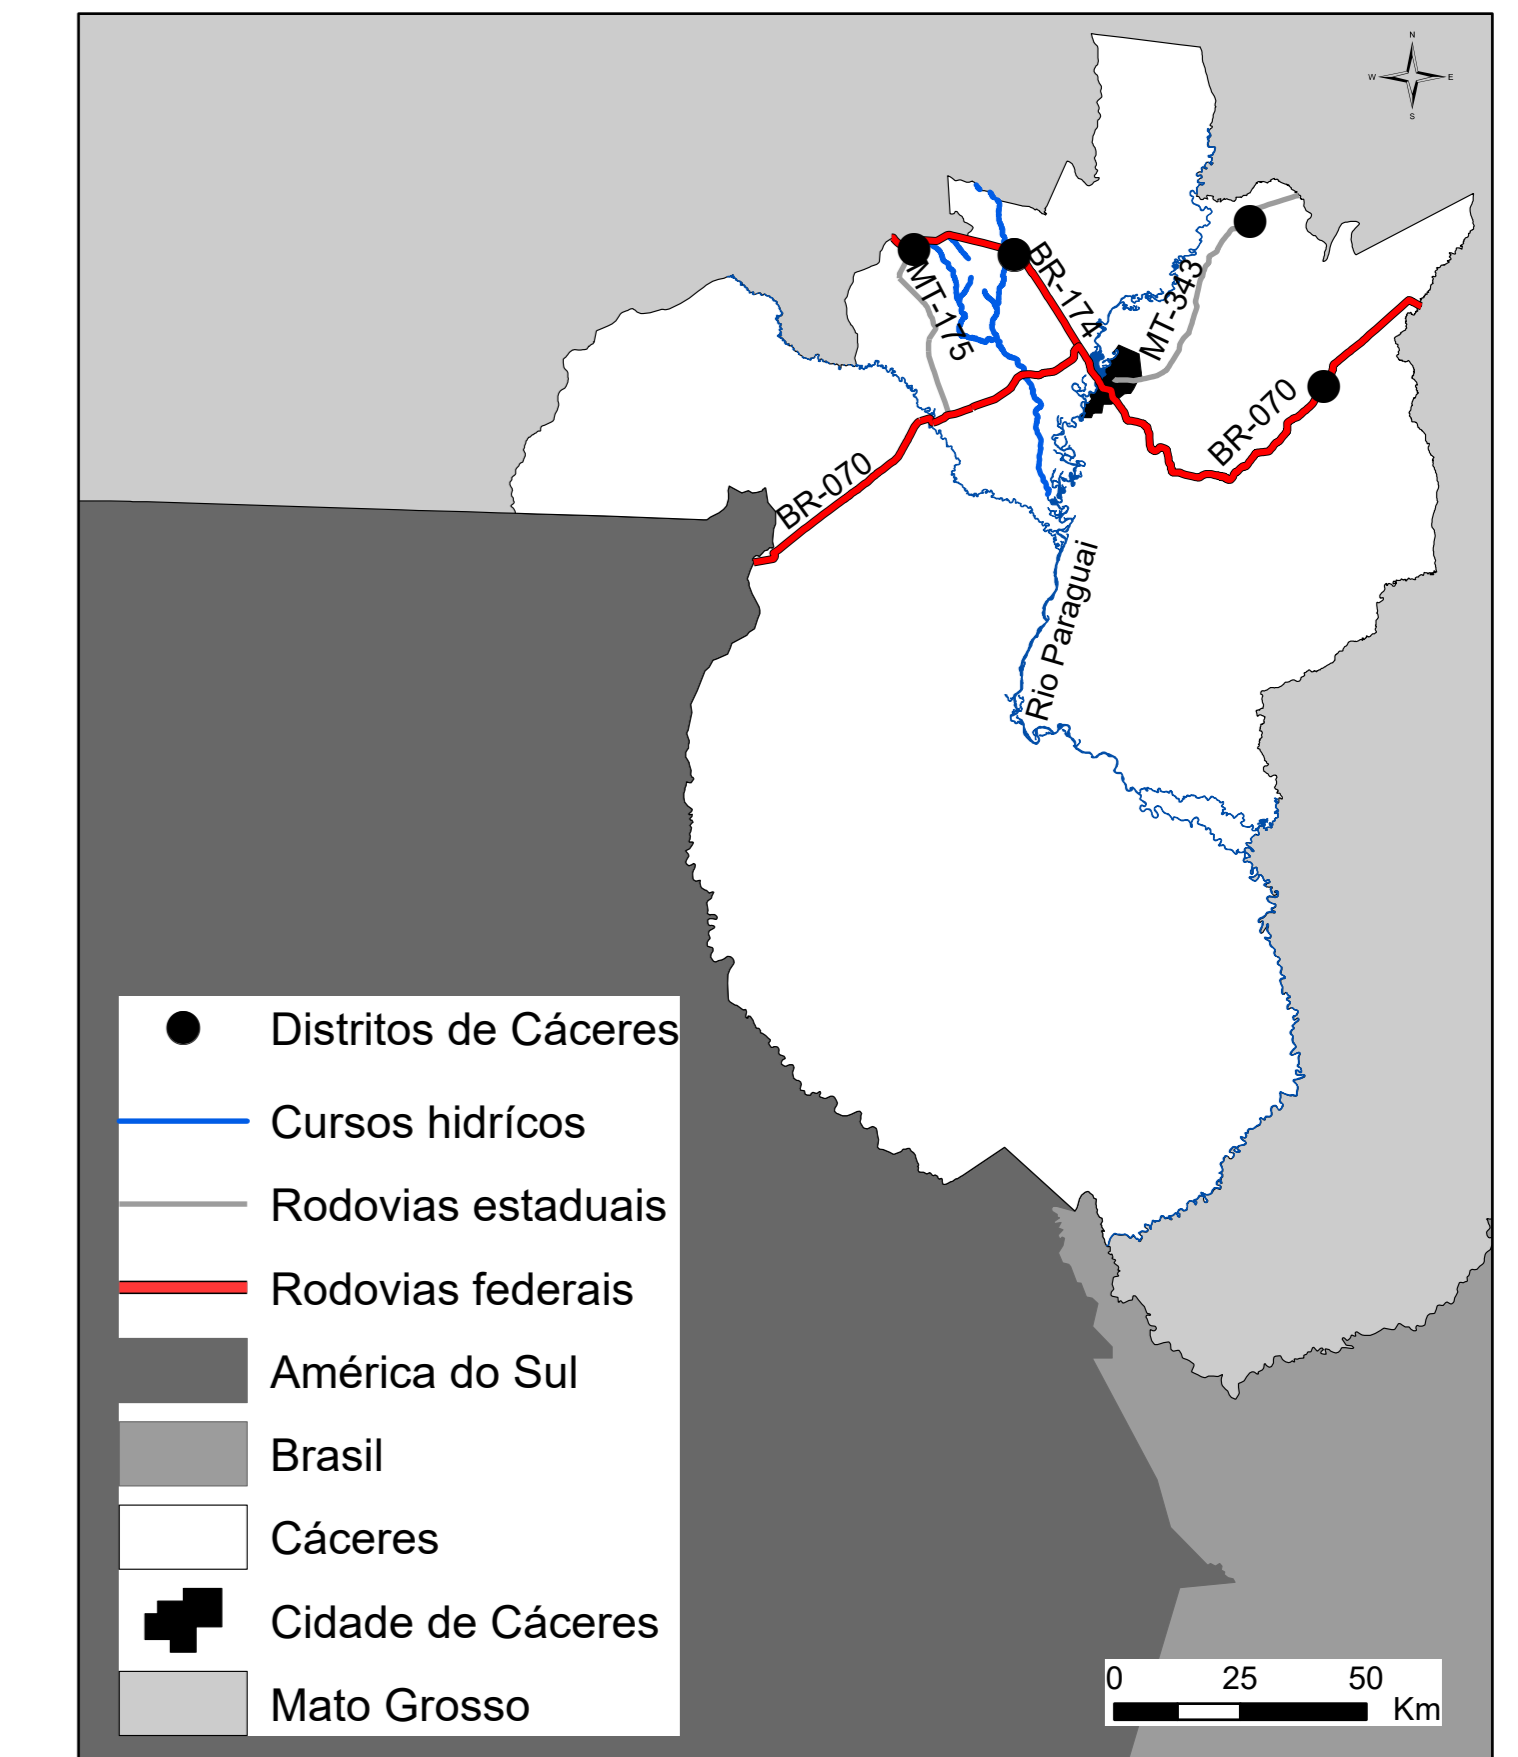 N
W E
S
BR-174
MT-343
MT-175
BR-070
BR-070
Rio Paraguai
Distritos de Cáceres
Cursos hidrícos
Rodovias estaduais
Rodovias federais
América do Sul
Brasil
Cáceres
Cidade de Cáceres
Mato Grosso
0 25 50
Km